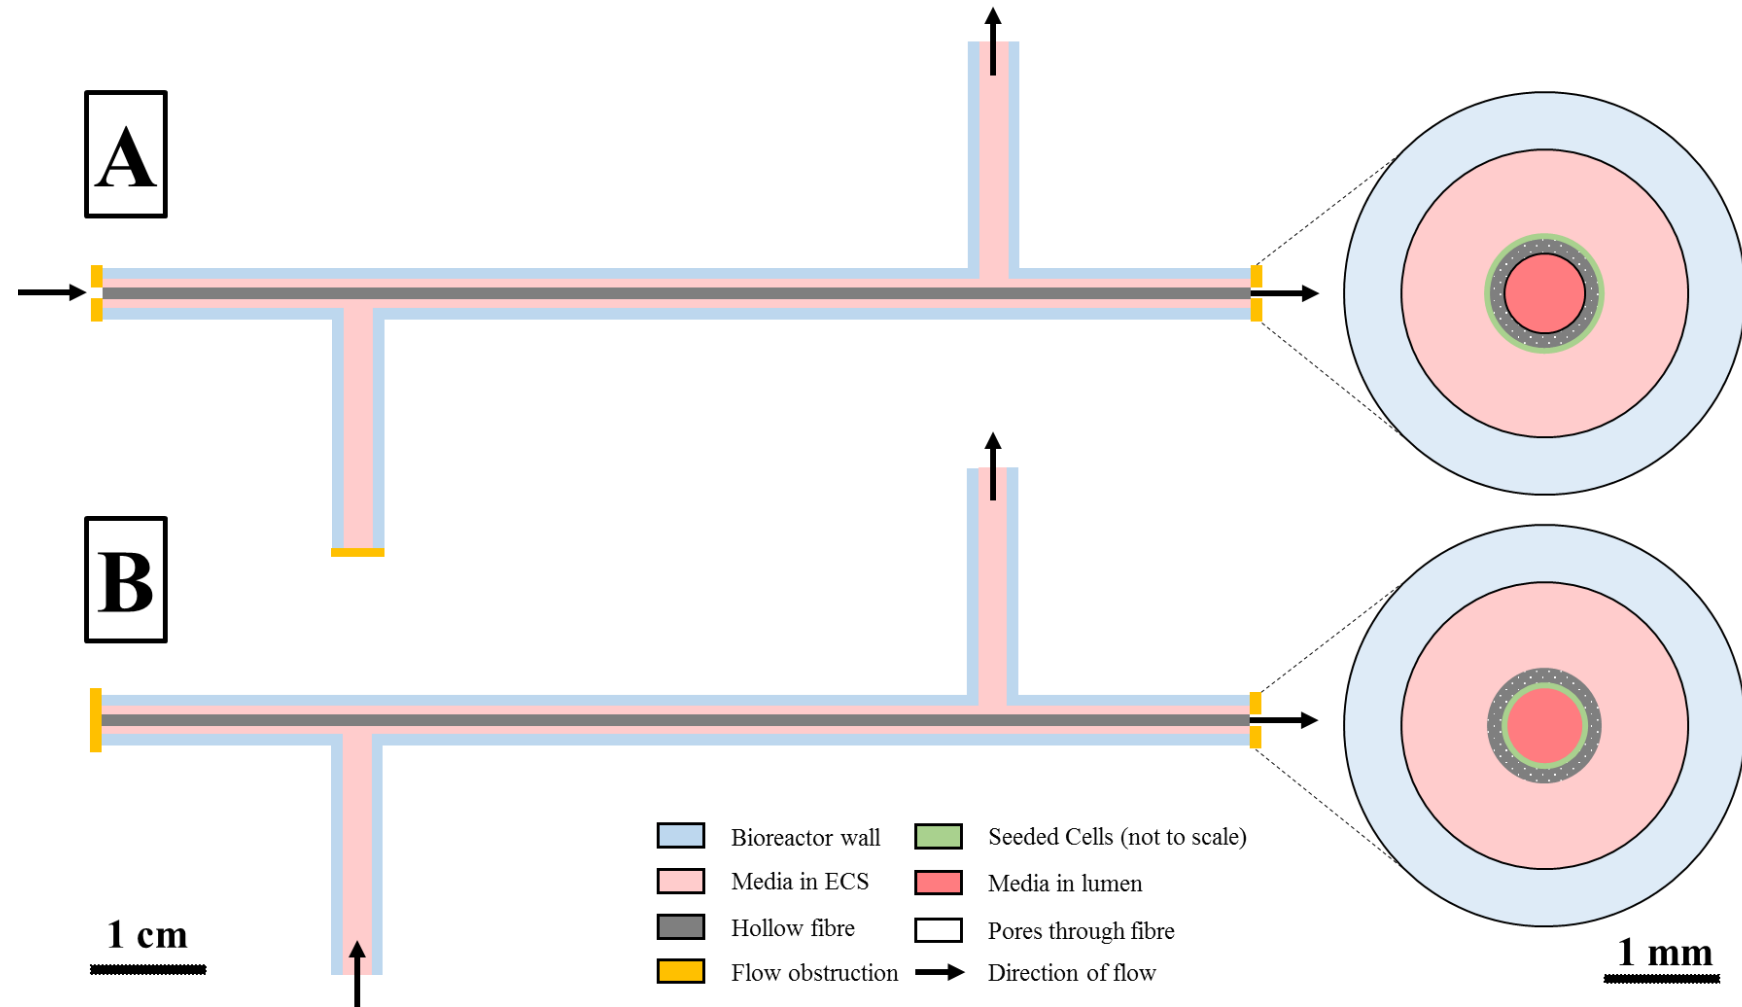 A
B
Bioreactor wall
Seeded Cells (not to scale)
Media in ECS
Media in lumen
Hollow fibre
Pores through fibre
Flow obstruction
Direction of flow
1 cm
1 mm